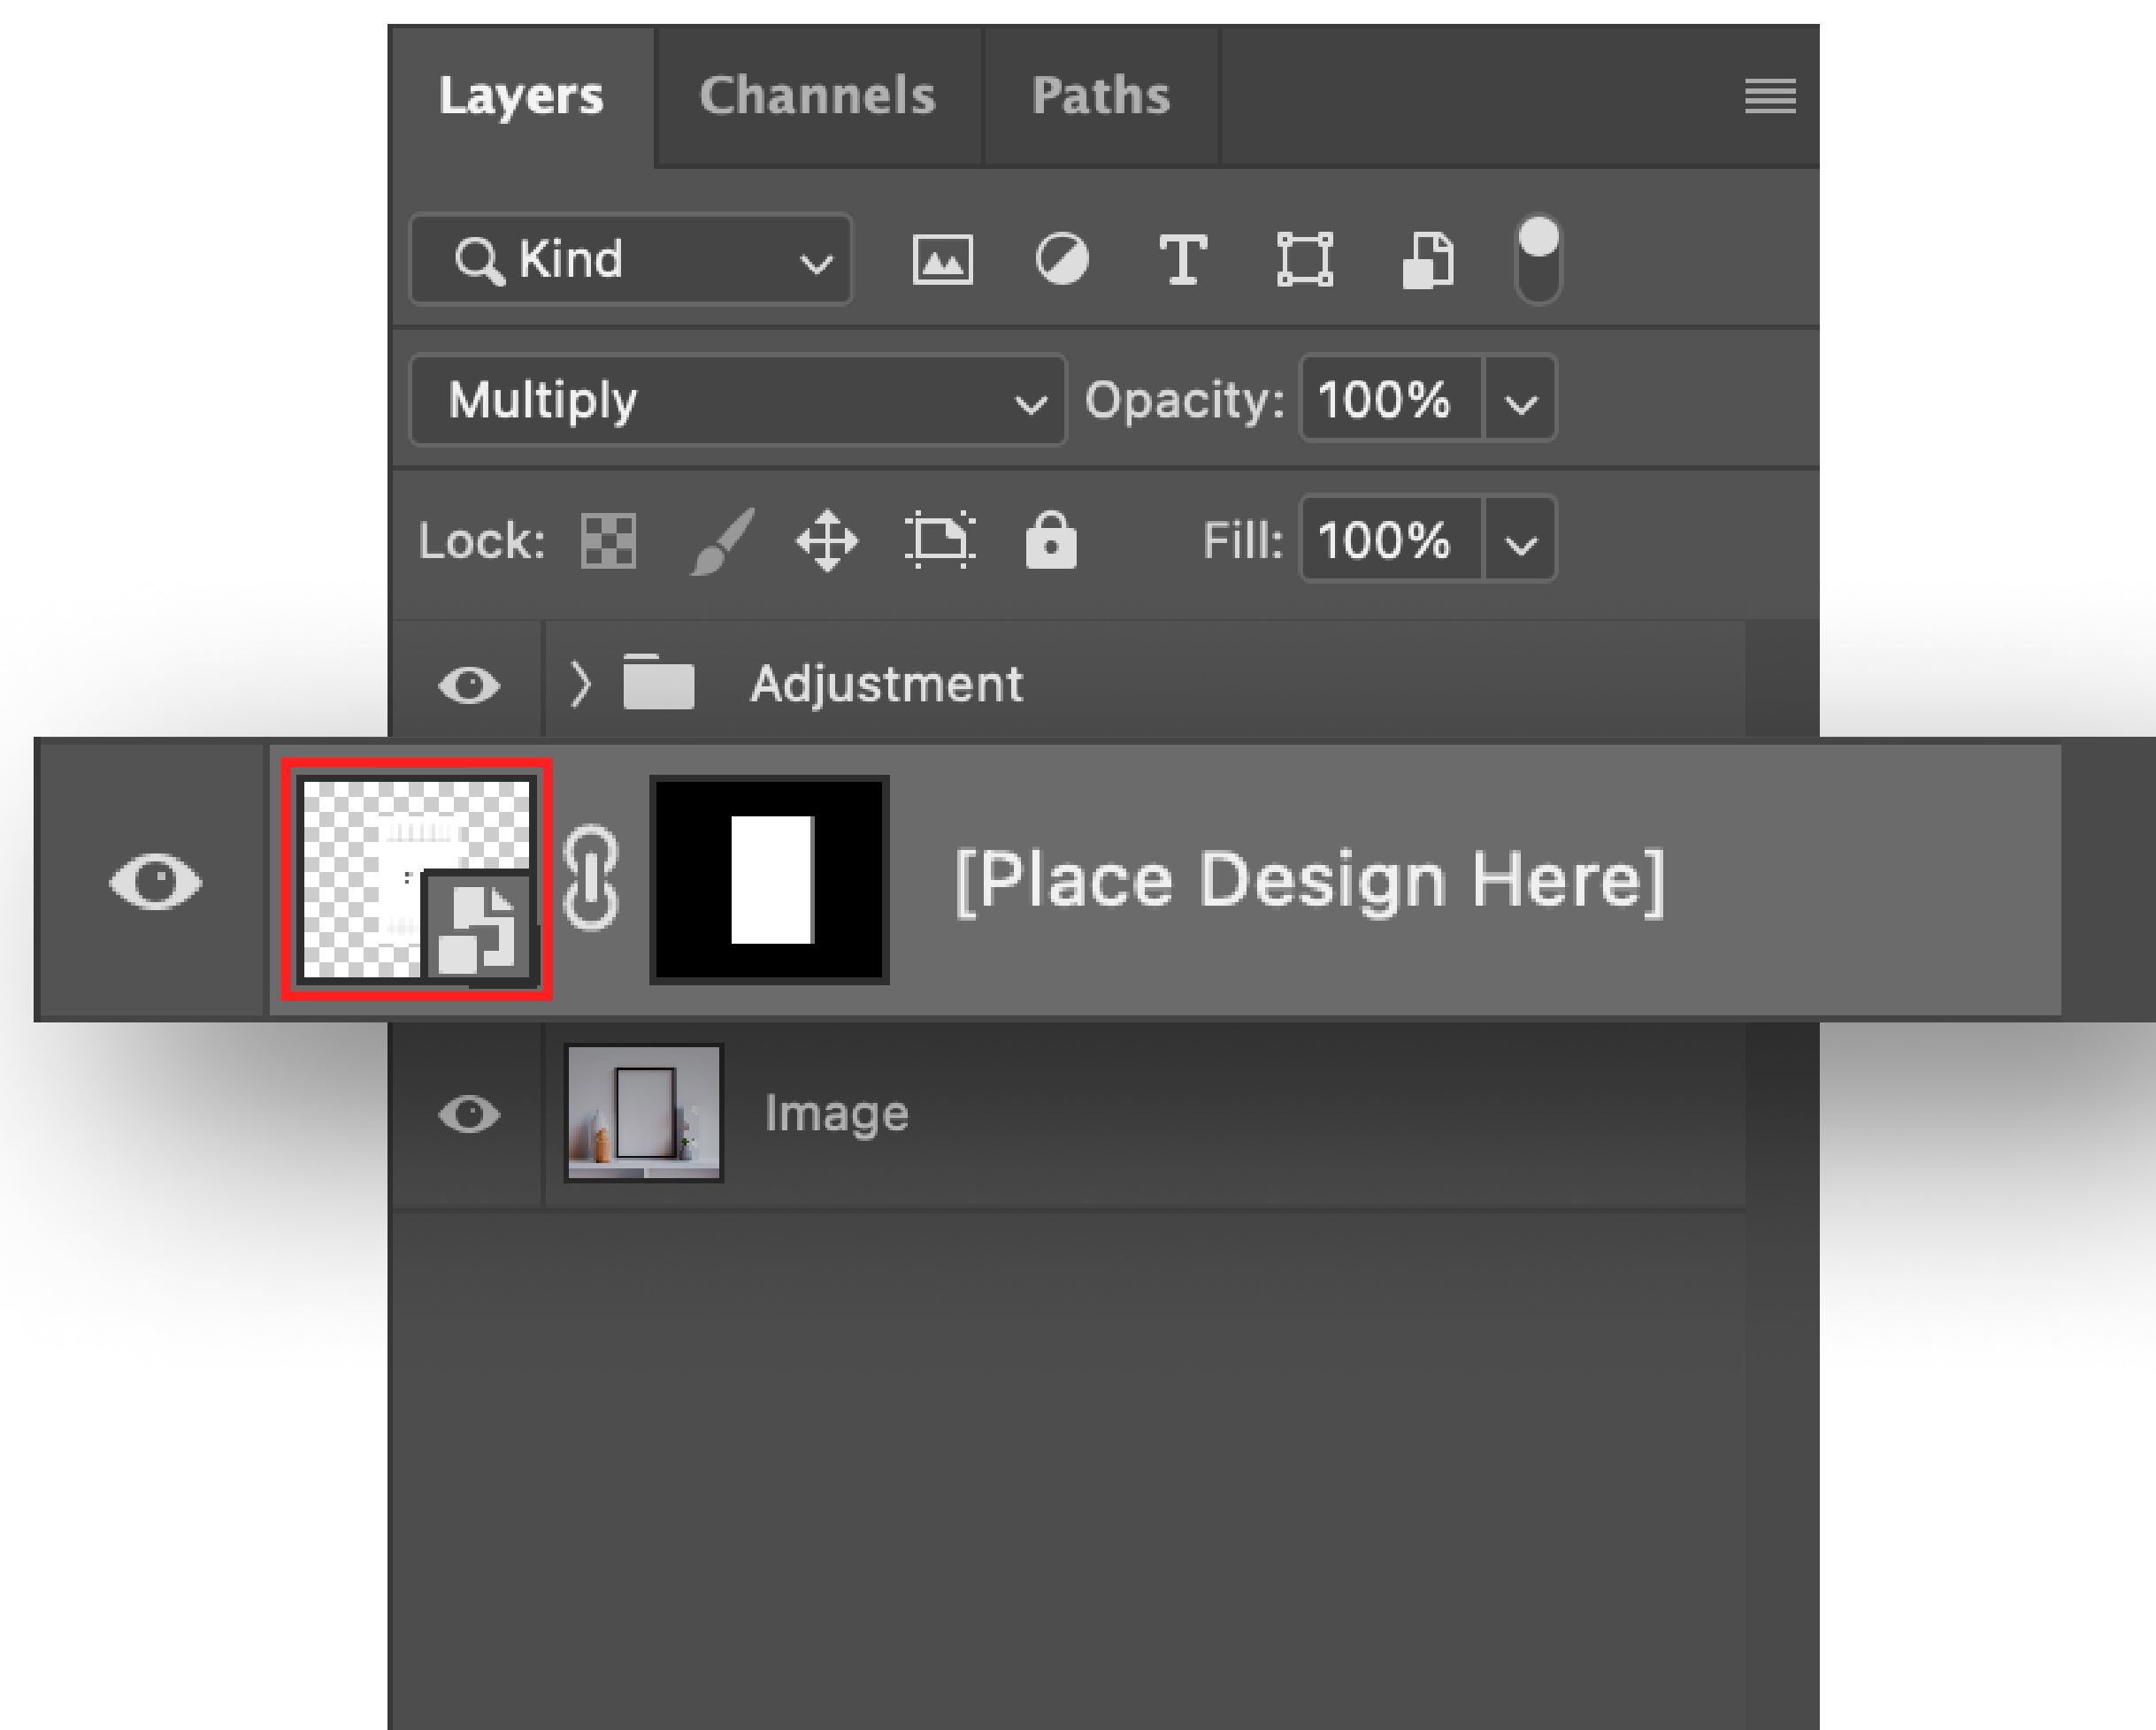 Layers Channels Paths
Kind
Multiply Opacity: 100%
Lock: Fill: 100%
Adjustment
[Place Design Here]
Image